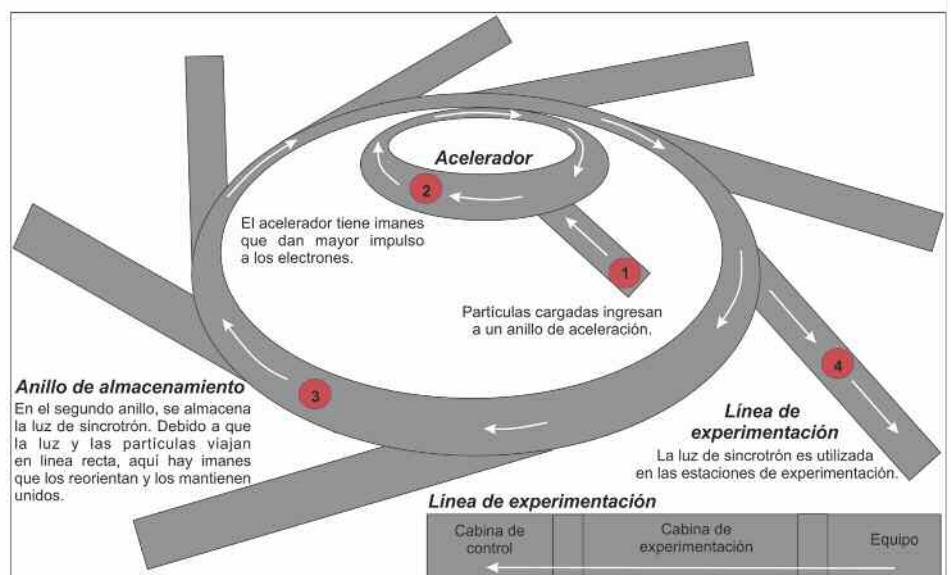 Acelerador
2
El acelerador tiene imanes
que dan mayor impulso
a los electrones.
1
Partículas cargadas ingresan
a un anillo de aceleración.
4
Anillo de almacenamiento
3
En el segundo anillo, se almacena
la luz de sincrotrón. Debido a que
la luz y las partículas viajan
en linea recta, aquí hay imanes
que los reorientan y los mantienen
unidos.
Línea de
experimentación
La luz de sincrotrón es utilizada
en las estaciones de experimentación.
Línea de experimentación
Cabina de
control
Cabina de
experimentación
Equipo